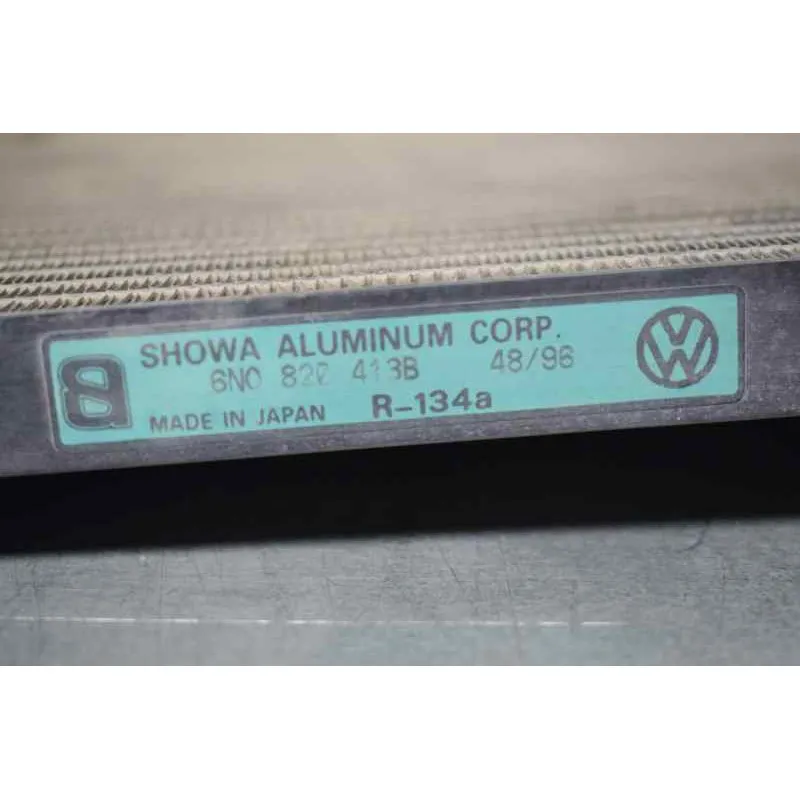 SHOWA ALUMINUM CORP.
6N0 820 413B 48/96
MADE IN JAPAN R-134a